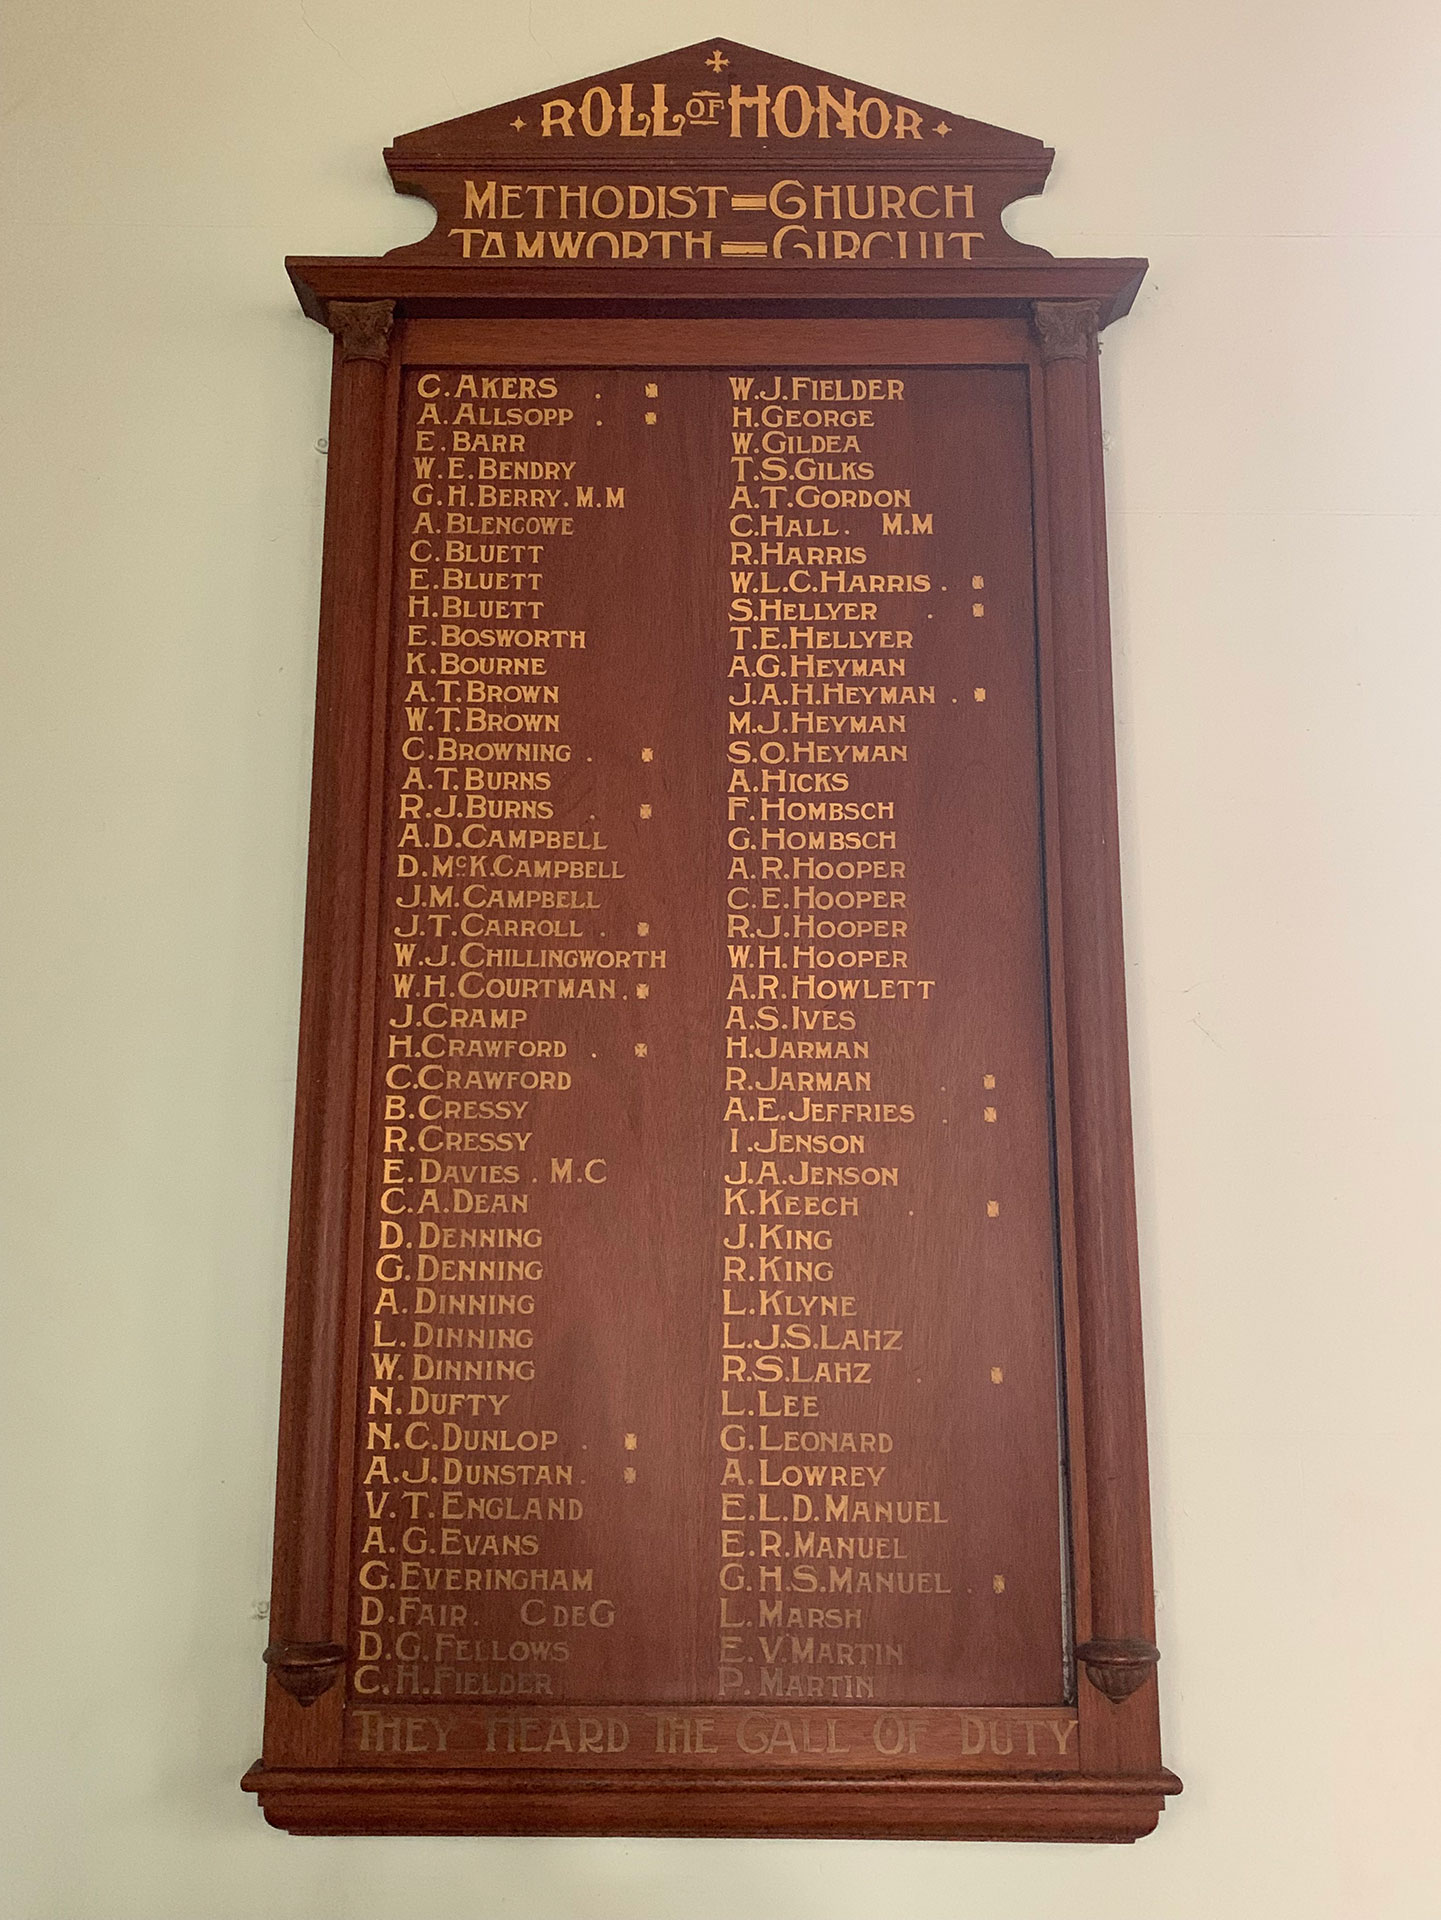 ROLL OF HONOR
METHODIST=CHURCH
TAMWORTH=CIRCUIT
C. AKERS .
A. ALLSOPP .
E. BARR
W. E. BENDRY
G. H. BERRY. M.M
A. BLENCOWE
C. BLUETT
E. BLUETT
H. BLUETT
E. BOSWORTH
K. BOURNE
A. T. BROWN
W. T. BROWN
C. BROWNING .
A. T. BURNS
R. J. BURNS .
A. D. CAMPBELL
D. McK. CAMPBELL
J. M. CAMPBELL
J. T. CARROLL .
W. J. CHILLINGWORTH
W. H. COURTMAN .
J. CRAMP
H. CRAWFORD .
C. CRAWFORD
B. CRESSY
R. CRESSY
E. DAVIES . M.C
C. A. DEAN
D. DENNING
G. DENNING
A. DINNING
L. DINNING
W. DINNING
N. DUFTY
N. C. DUNLOP .
A. J. DUNSTAN .
V. T. ENGLAND
A. G. EVANS
G. EVERINGHAM
D. FAIR. C DE G
D. G. FELLOWS
C. H. FIELDER
W. J. FIELDER
H. GEORGE
W. GILDEA
T. S. GILKS
A. T. GORDON
C. HALL. M.M
R. HARRIS
W. L. C. HARRIS .
S. HELLYER .
T. E. HELLYER
A. G. HEYMAN
J. A. H. HEYMAN .
M. J. HEYMAN
S. O. HEYMAN
A. HICKS
F. HOMBSCH
G. HOMBSCH
A. R. HOOPER
C. E. HOOPER
R. J. HOOPER
W. H. HOOPER
A. R. HOWLETT
A. S. IVES
H. JARMAN
R. JARMAN .
A. E. JEFFRIES .
I. JENSON
J. A. JENSON
K. KEECH .
J. KING
R. KING
L. KLYNE
L. J. S. LAHZ
R. S. LAHZ .
L. LEE
G. LEONARD
A. LOWREY
E. L. D. MANUEL
E. R. MANUEL
G. H. S. MANUEL .
L. MARSH
E. V. MARTIN
P. MARTIN
THEY HEARD THE CALL OF DUTY